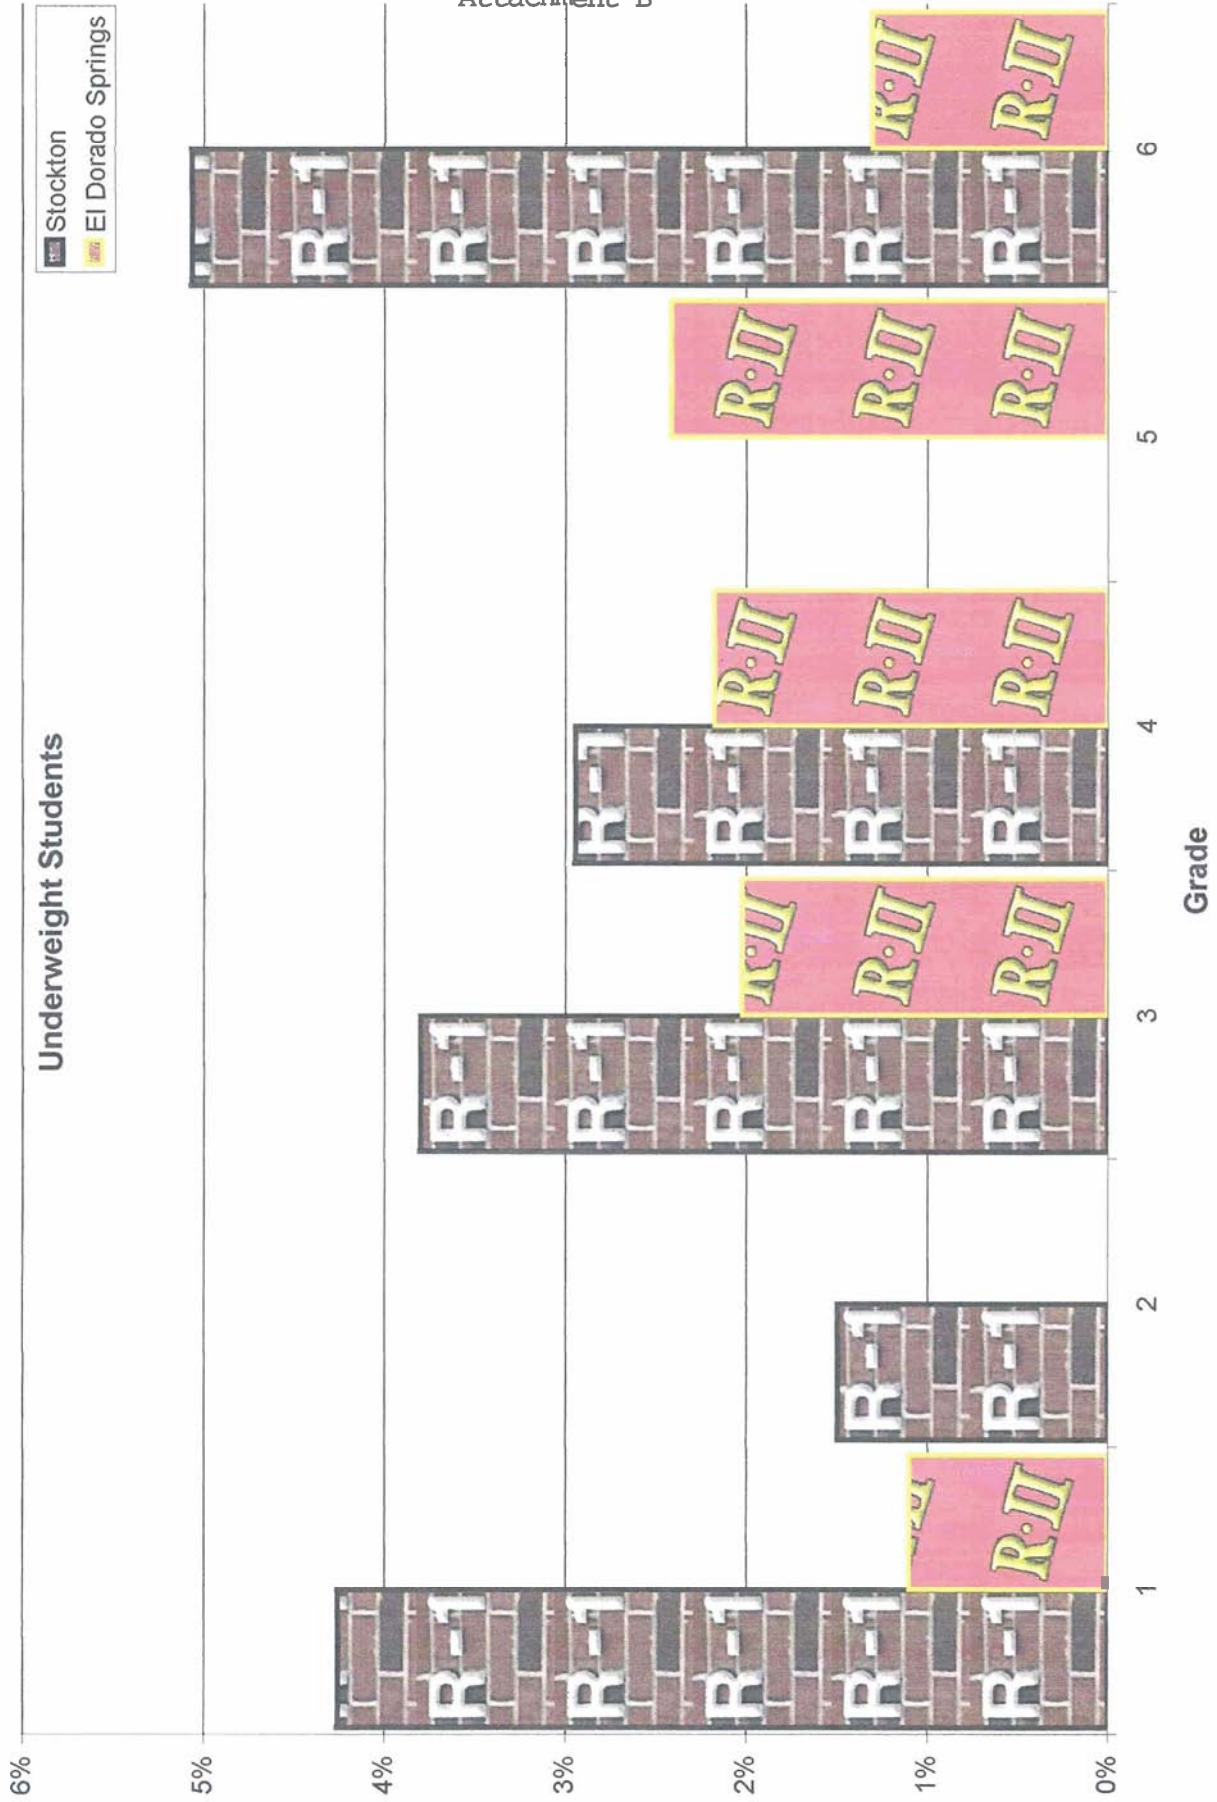 Attachment B
Underweight Students
Stockton
El Dorado Springs
6%
5%
4%
3%
2%
1%
0%
R-1
R-1
R-1
R-1
R·II
R-1
R-1
R-1
R-1
R-1
R-1
R-1
R·II
R·II
R·II
R-1
R-1
R-1
R-1
R·II
R·II
R·II
R·II
R·II
R·II
R-1
R-1
R-1
R-1
R-1
R-1
R·II
R·II
1
2
3
4
5
6
Grade